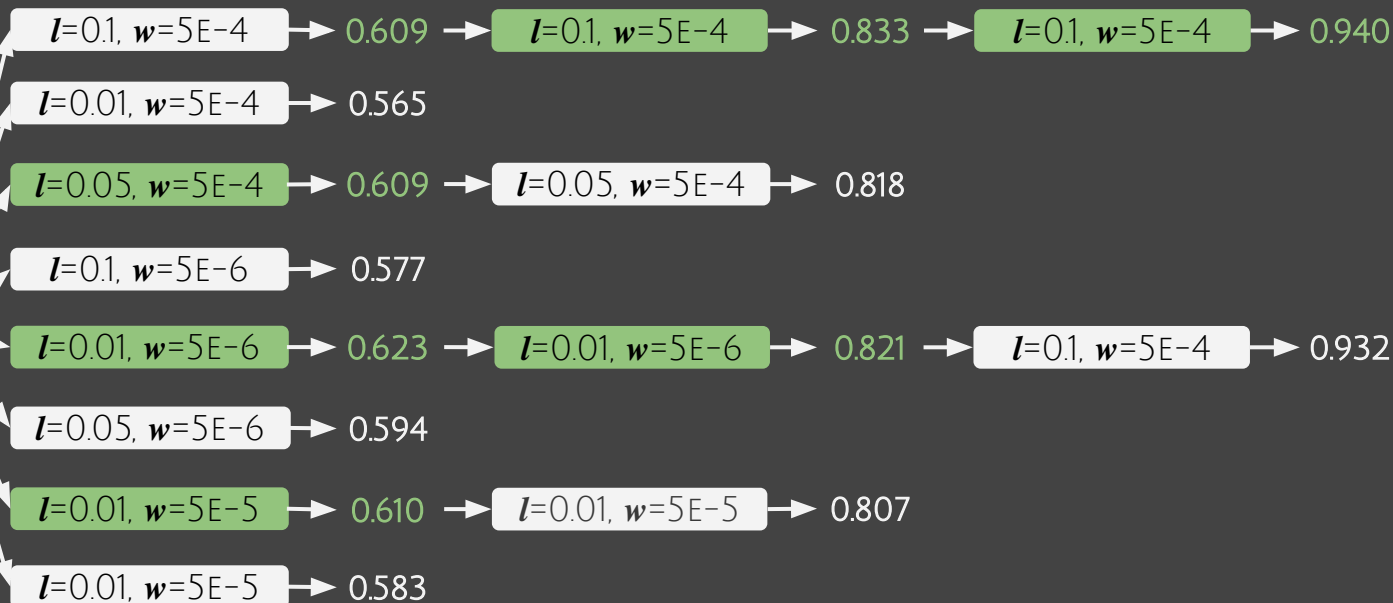 l=0.1, w=5E-4 0.609 l=0.1, w=5E-4 0.833 l=0.1, w=5E-4 0.940
l=0.01, w=5E-4 0.565
l=0.05, w=5E-4 0.609 l=0.05, w=5E-4 0.818
l=0.1, w=5E-6 0.577
l=0.01, w=5E-6 0.623 l=0.01, w=5E-6 0.821 l=0.1, w=5E-4 0.932
l=0.05, w=5E-6 0.594
l=0.01, w=5E-5 0.610 l=0.01, w=5E-5 0.807
l=0.01, w=5E-5 0.583